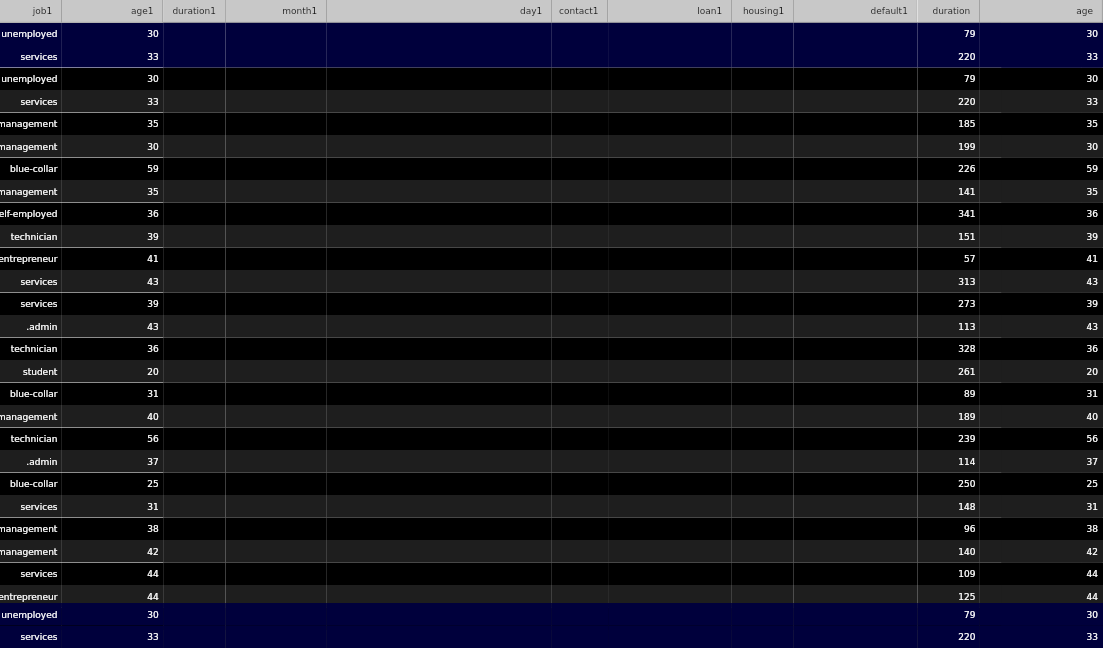 job1 age1 duration1 month1 day1 contact1 loan1 housing1 default1 duration age
unemployed 30 79 30
services 33 220 33
unemployed 30 79 30
services 33 220 33
management 35 185 35
management 30 199 30
blue-collar 59 226 59
management 35 141 35
elf-employed 36 341 36
technician 39 151 39
entrepreneur 41 57 41
services 43 313 43
services 39 273 39
.admin 43 113 43
technician 36 328 36
student 20 261 20
blue-collar 31 89 31
management 40 189 40
technician 56 239 56
.admin 37 114 37
blue-collar 25 250 25
services 31 148 31
management 38 96 38
management 42 140 42
services 44 109 44
entrepreneur 44 125 44
unemployed 30 79 30
services 33 220 33